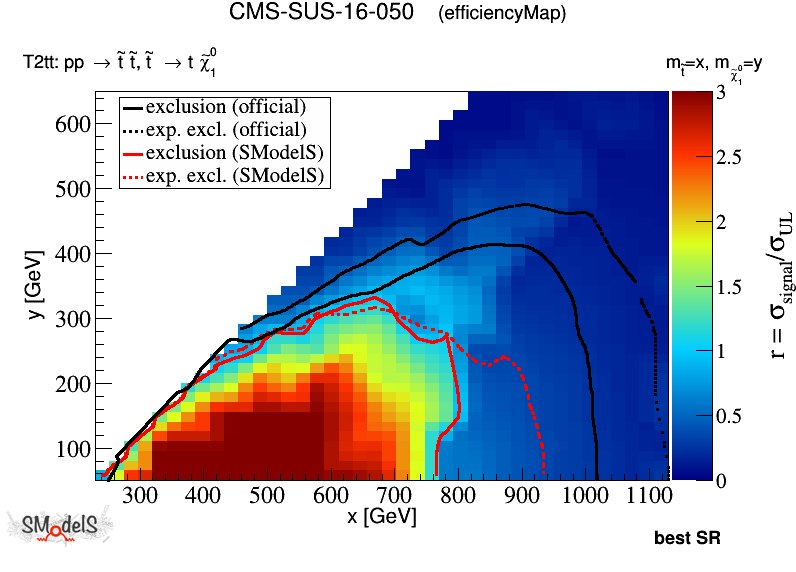 CMS-SUS-16-050 (efficiencyMap)
T2tt: pp → t̃ t̃, t̃ → t χ̃₁⁰
m_t̃=x, m_χ̃₁⁰=y
exclusion (official)
exp. excl. (official)
exclusion (SModelS)
exp. excl. (SModelS)
600
500
400
300
200
100
y [GeV]
300 400 500 600 700 800 900 1000 1100
x [GeV]
3
2.5
2
1.5
1
0.5
0
r = σ_signal/σ_UL
SModelS
best SR